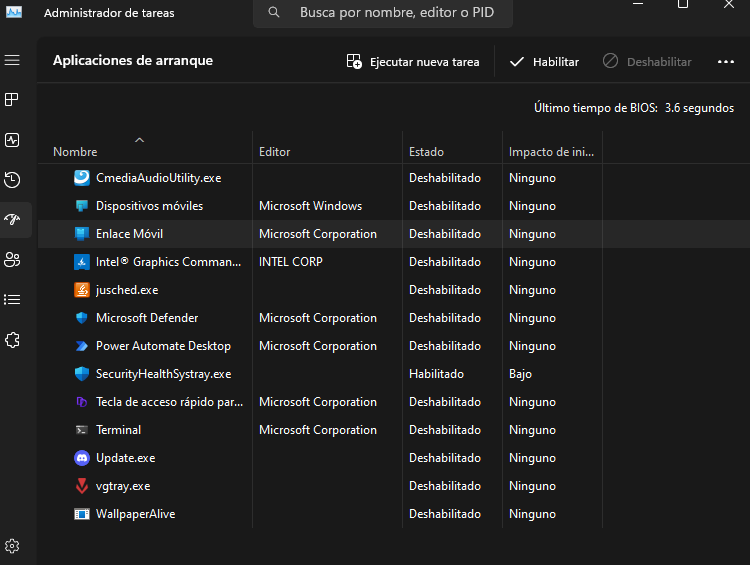 Administrador de tareas
Busca por nombre, editor o PID
Aplicaciones de arranque
Ejecutar nueva tarea
Habilitar
Deshabilitar
Último tiempo de BIOS: 3.6 segundos
Nombre Editor Estado Impacto de ini...
CmediaAudioUtility.exe Deshabilitado Ninguno
Dispositivos móviles Microsoft Windows Deshabilitado Ninguno
Enlace Móvil Microsoft Corporation Deshabilitado Ninguno
Intel® Graphics Comman... INTEL CORP Deshabilitado Ninguno
jusched.exe Deshabilitado Ninguno
Microsoft Defender Microsoft Corporation Deshabilitado Ninguno
Power Automate Desktop Microsoft Corporation Deshabilitado Ninguno
SecurityHealthSystray.exe Habilitado Bajo
Tecla de acceso rápido par... Microsoft Corporation Deshabilitado Ninguno
Terminal Microsoft Corporation Deshabilitado Ninguno
Update.exe Deshabilitado Ninguno
vgtray.exe Deshabilitado Ninguno
WallpaperAlive Deshabilitado Ninguno